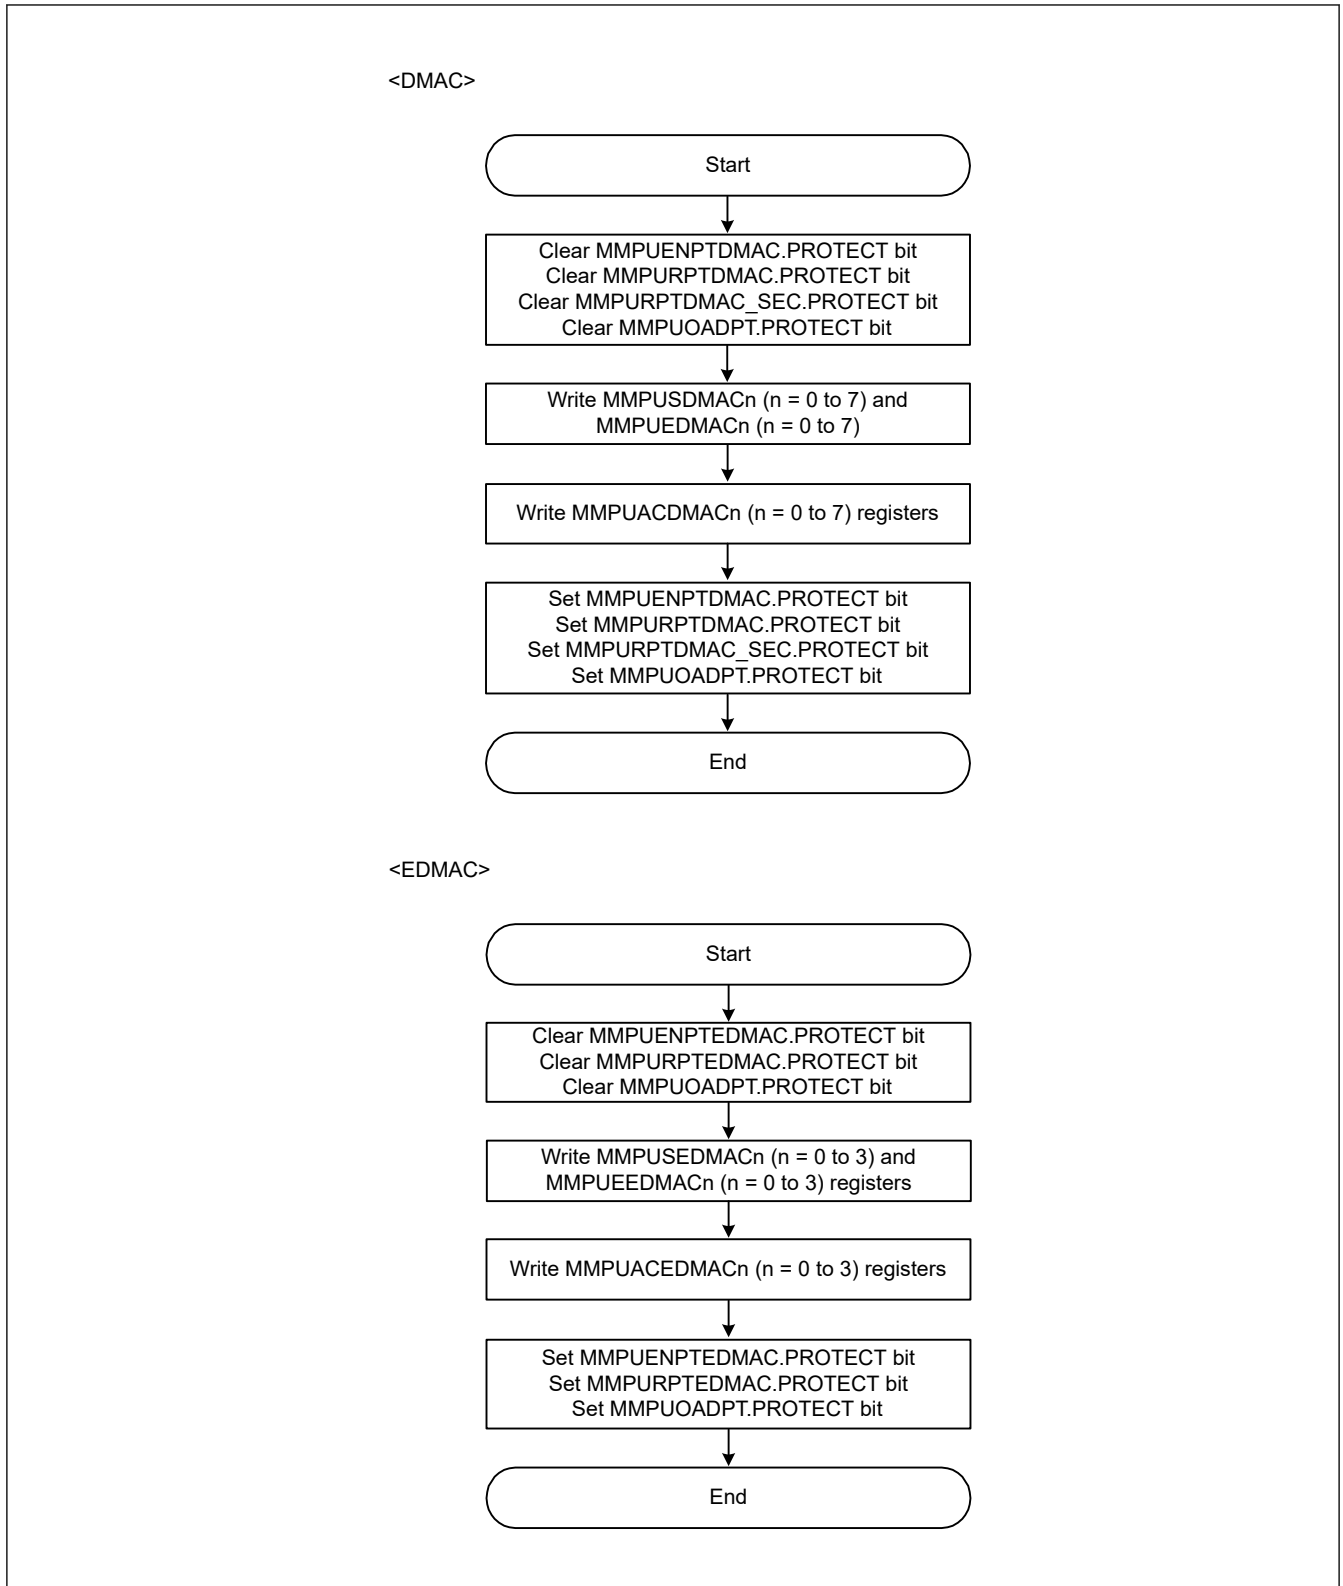 <DMAC>
Start
Clear MMPUENPTDMAC.PROTECT bit
Clear MMPURPTDMAC.PROTECT bit
Clear MMPURPTDMAC_SEC.PROTECT bit
Clear MMPUOADPT.PROTECT bit
Write MMPUSDMACn (n = 0 to 7) and
MMPUEDMACn (n = 0 to 7)
Write MMPUACDMACn (n = 0 to 7) registers
Set MMPUENPTDMAC.PROTECT bit
Set MMPURPTDMAC.PROTECT bit
Set MMPURPTDMAC_SEC.PROTECT bit
Set MMPUOADPT.PROTECT bit
End
<EDMAC>
Start
Clear MMPUENPTEDMAC.PROTECT bit
Clear MMPURPTEDMAC.PROTECT bit
Clear MMPUOADPT.PROTECT bit
Write MMPUSEDMACn (n = 0 to 3) and
MMPUEEDMACn (n = 0 to 3) registers
Write MMPUACEDMACn (n = 0 to 3) registers
Set MMPUENPTEDMAC.PROTECT bit
Set MMPURPTEDMAC.PROTECT bit
Set MMPUOADPT.PROTECT bit
End